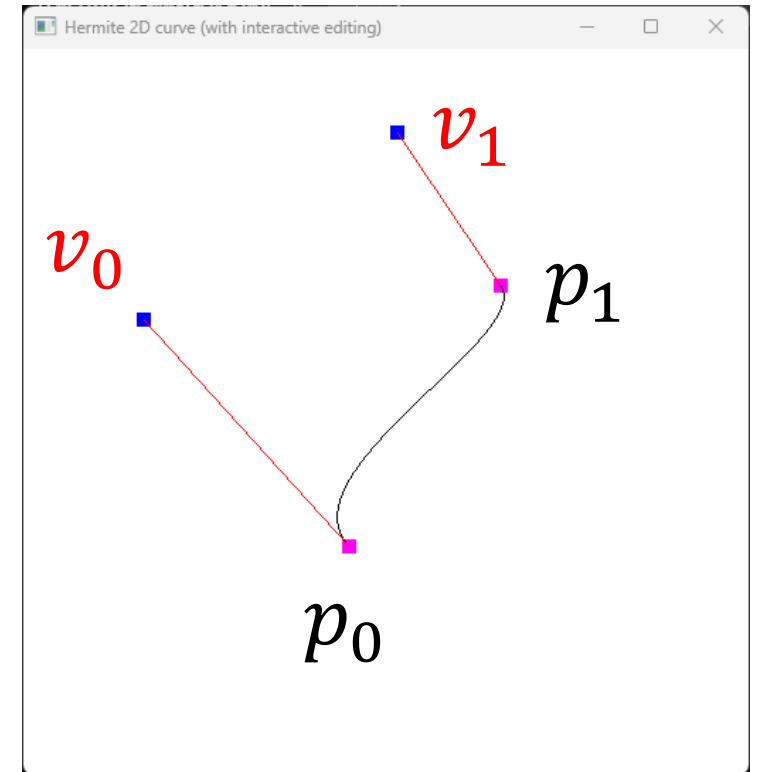 Hermite 2D curve (with interactive editing)
v₁
v₀
p₁
p₀